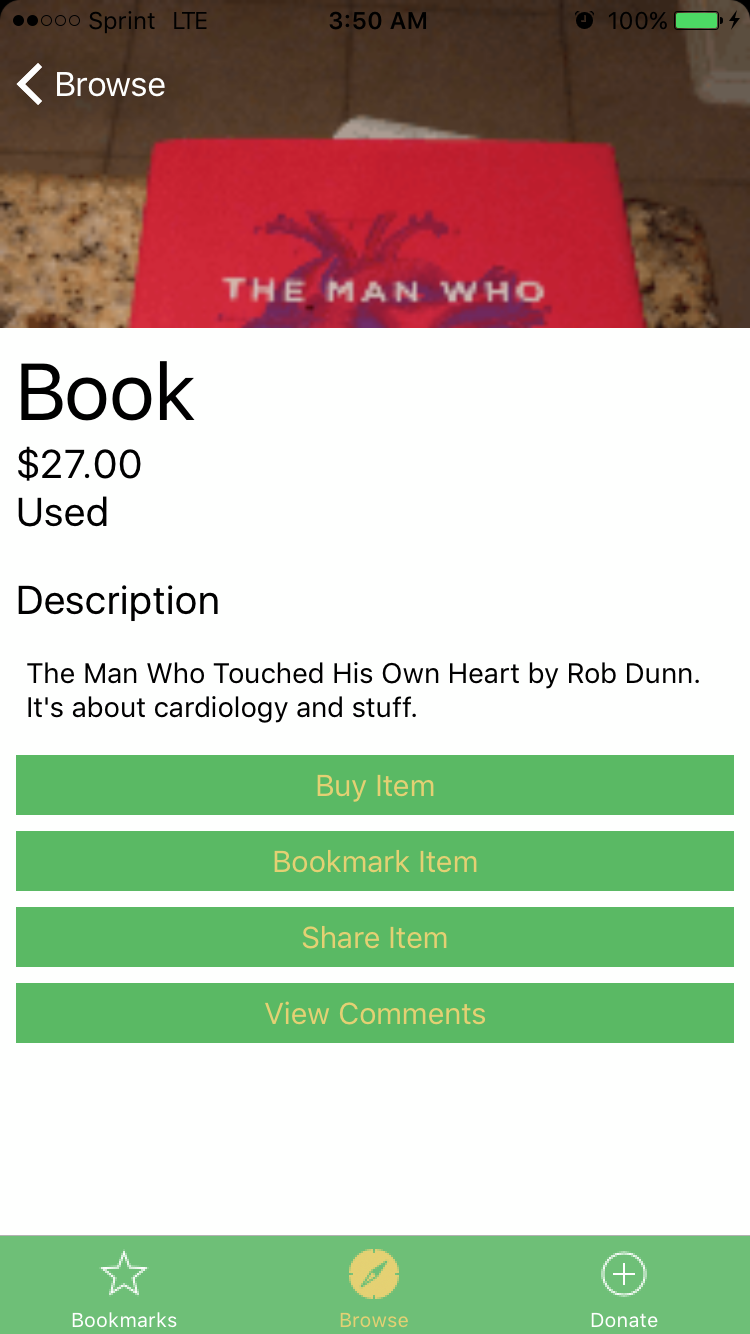 Sprint LTE 3:50 AM 100%
Browse
THE MAN WHO
Book
$27.00
Used
Description
The Man Who Touched His Own Heart by Rob Dunn.
It's about cardiology and stuff.
Buy Item
Bookmark Item
Share Item
View Comments
Bookmarks Browse Donate